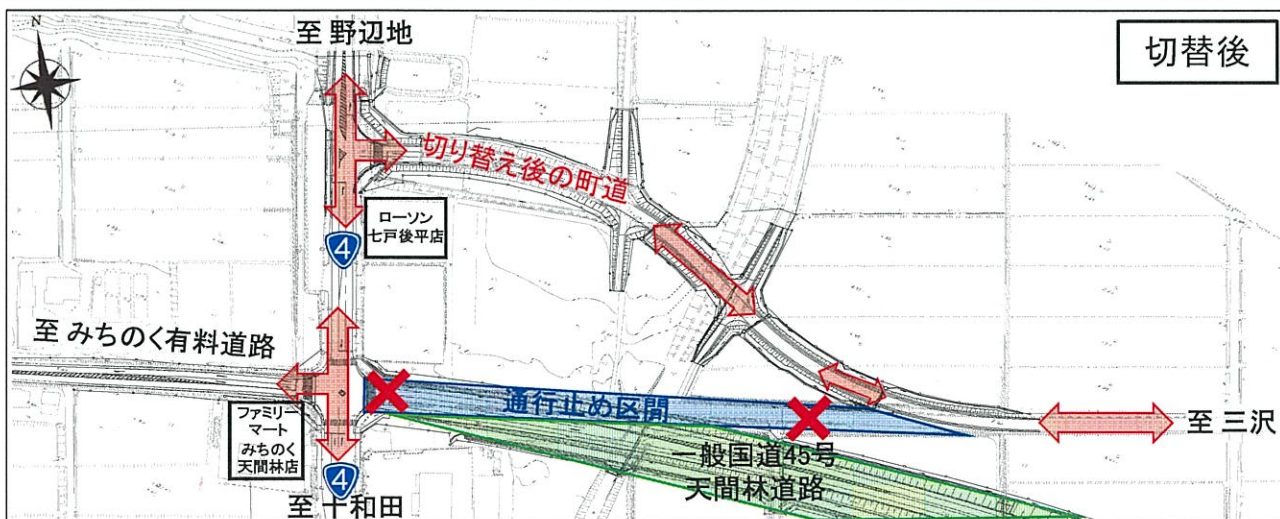 N
至 野辺地
切替後
切り替え後の町道
ローソン
七戸後平店
4
至 みちのく有料道路
通行止め区間
至 三沢
ファミリー
マート
みちのく
天間林店
一般国道45号
天間林道路
4
至 十和田